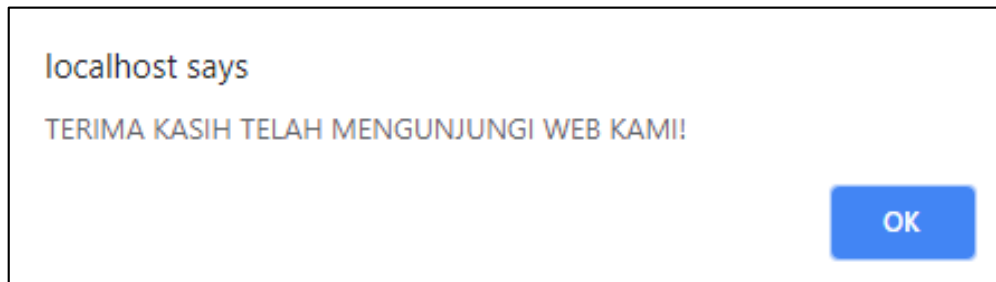 localhost says
TERIMA KASIH TELAH MENGUNJUNGI WEB KAMI!
OK